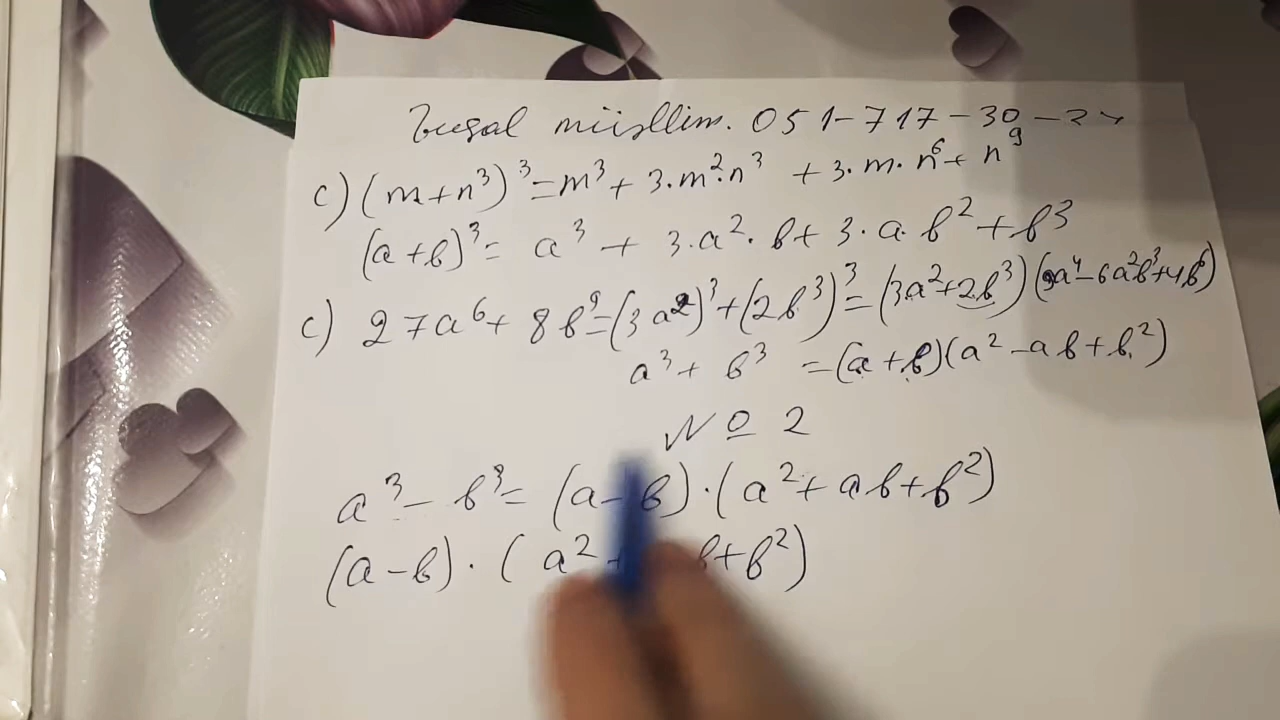 müəllim. 051-717-30-
c) (m+n³)³=m³+3·m²·n³+3·m·n⁶+n⁹
(a+b)³=a³+3·a²·b+3·a·b²+b³
c) 27a⁶+8b⁹=(3a²)³+(2b³)³=(3a²+2b³)(9a⁴-6a²b³+4b⁶)
a³+b³=(a+b)(a²-ab+b²)
№ 2
a³-b³=(a-b)·(a²+ab+b²)
(a-b)·(a²+ b+b²)